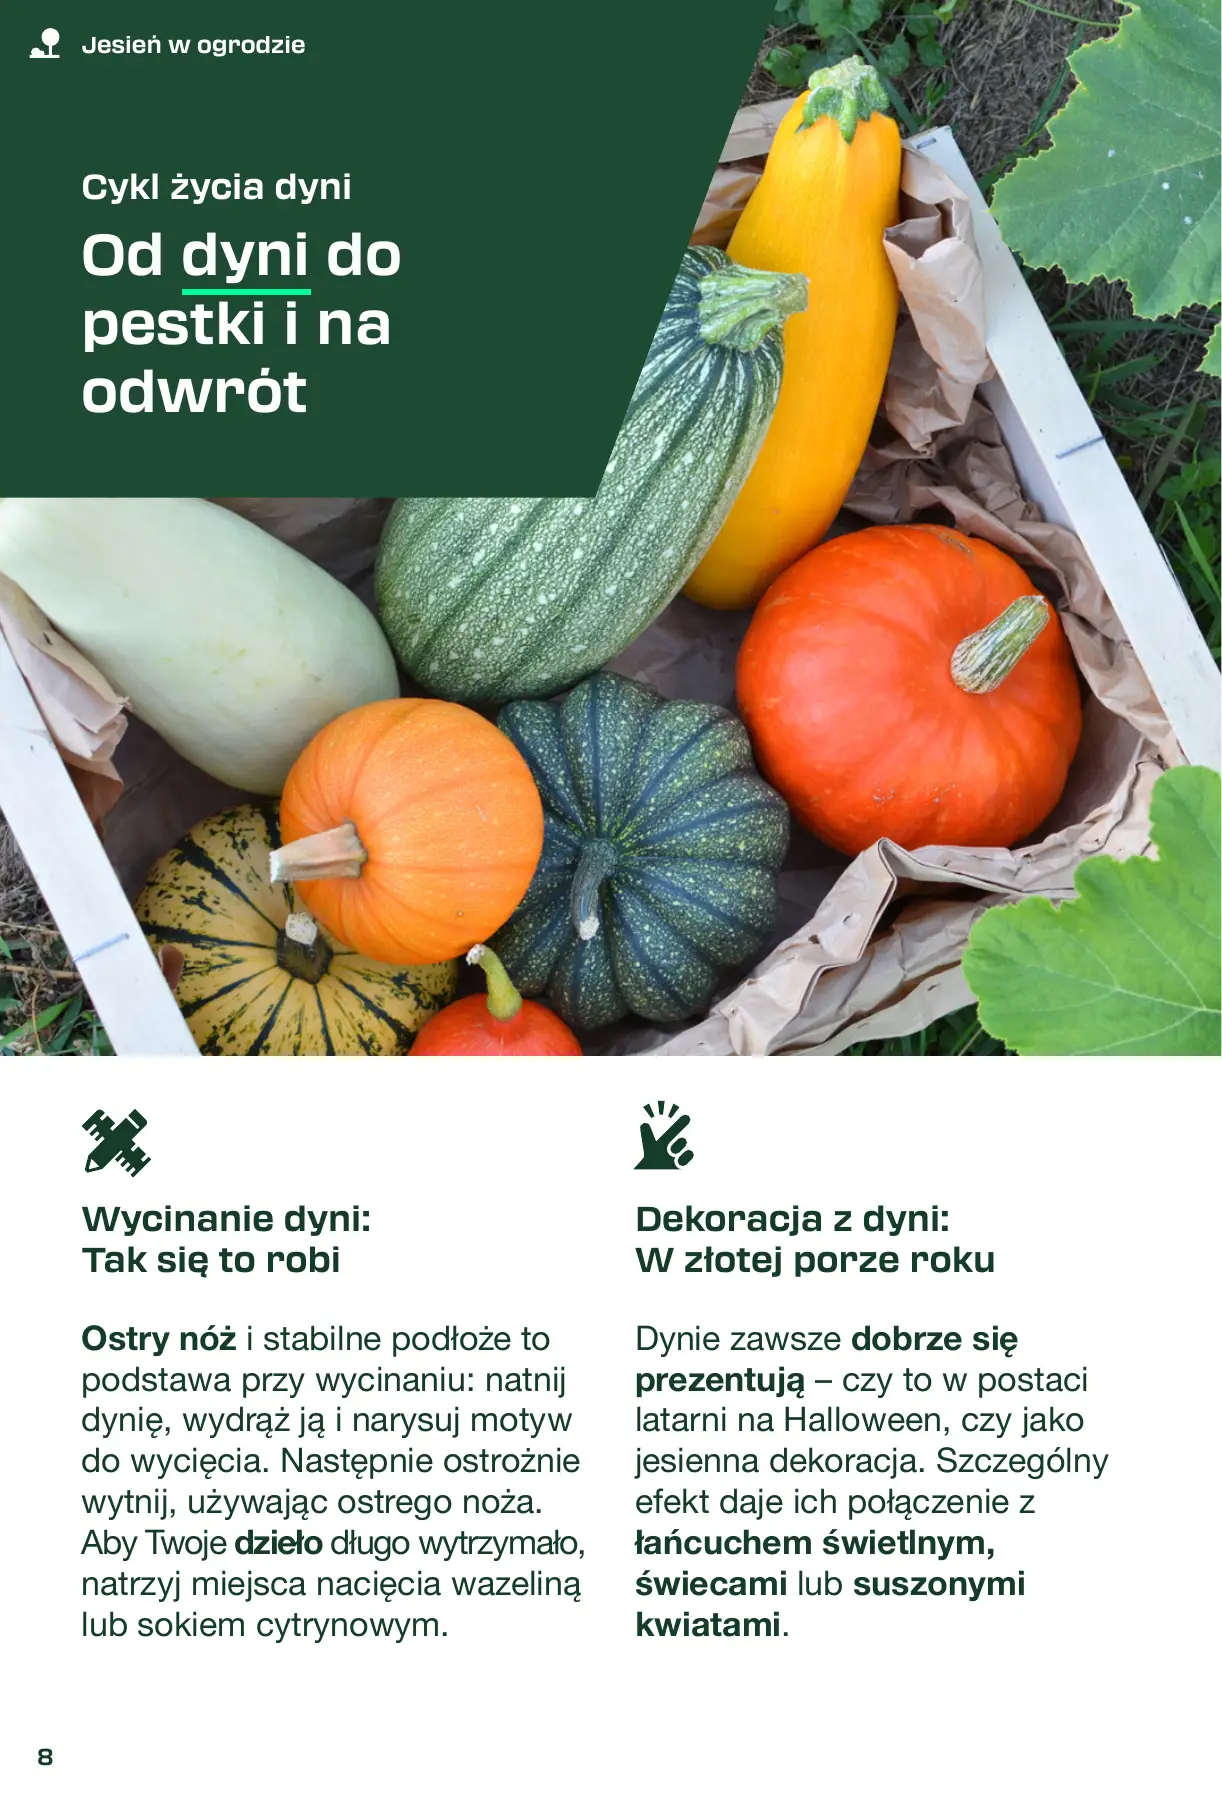 Jesień w ogrodzie
Cykl życia dyni
Od dyni do
pestki i na
odwrót
Wycinanie dyni:
Tak się to robi
Ostry nóż i stabilne podłoże to
podstawa przy wycinaniu: natnij
dynię, wydrąż ją i narysuj motyw
do wycięcia. Następnie ostrożnie
wytnij, używając ostrego noża.
Aby Twoje dzieło długo wytrzymało,
natrzyj miejsca nacięcia wazeliną
lub sokiem cytrynowym.
Dekoracja z dyni:
W złotej porze roku
Dynie zawsze dobrze się
prezentują – czy to w postaci
latarni na Halloween, czy jako
jesienna dekoracja. Szczególny
efekt daje ich połączenie z
łańcuchem świetlnym,
świecami lub suszonymi
kwiatami.
8